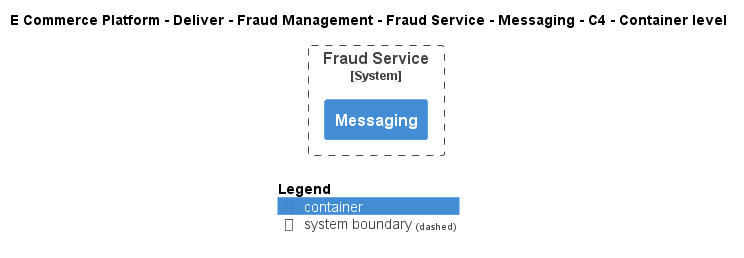 E Commerce Platform - Deliver - Fraud Management - Fraud Service - Messaging - C4 - Container level
Fraud Service
[System]
Messaging
Legend
container
system boundary (dashed)